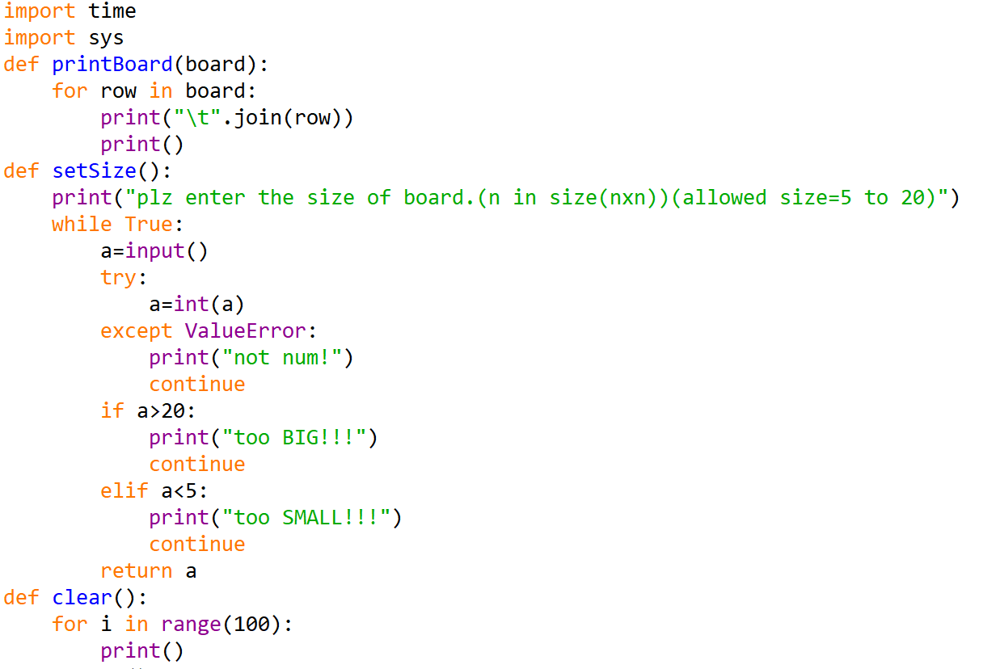 import time
import sys
def printBoard(board):
    for row in board:
        print("\t".join(row))
        print()
def setSize():
    print("plz enter the size of board.(n in size(nxn))(allowed size=5 to 20)")
    while True:
        a=input()
        try:
            a=int(a)
        except ValueError:
            print("not num!")
            continue
        if a>20:
            print("too BIG!!!")
            continue
        elif a<5:
            print("too SMALL!!!")
            continue
        return a
def clear():
    for i in range(100):
        print()